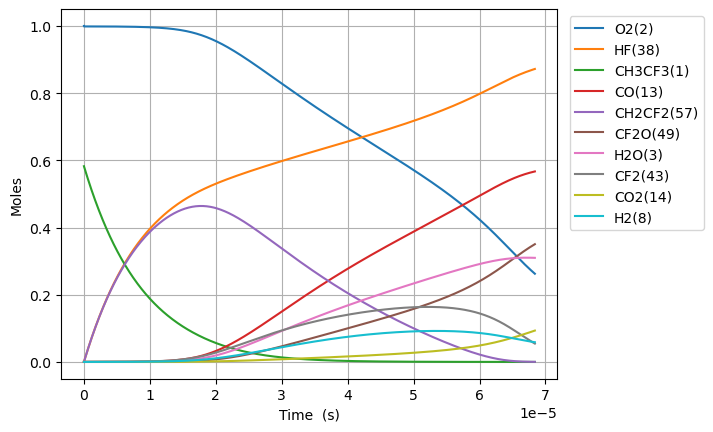 1.0
0.8
0.6
0.4
0.2
0.0
Moles
0 1 2 3 4 5 6 7
1e-5
Time (s)
O2(2)
HF(38)
CH3CF3(1)
CO(13)
CH2CF2(57)
CF2O(49)
H2O(3)
CF2(43)
CO2(14)
H2(8)